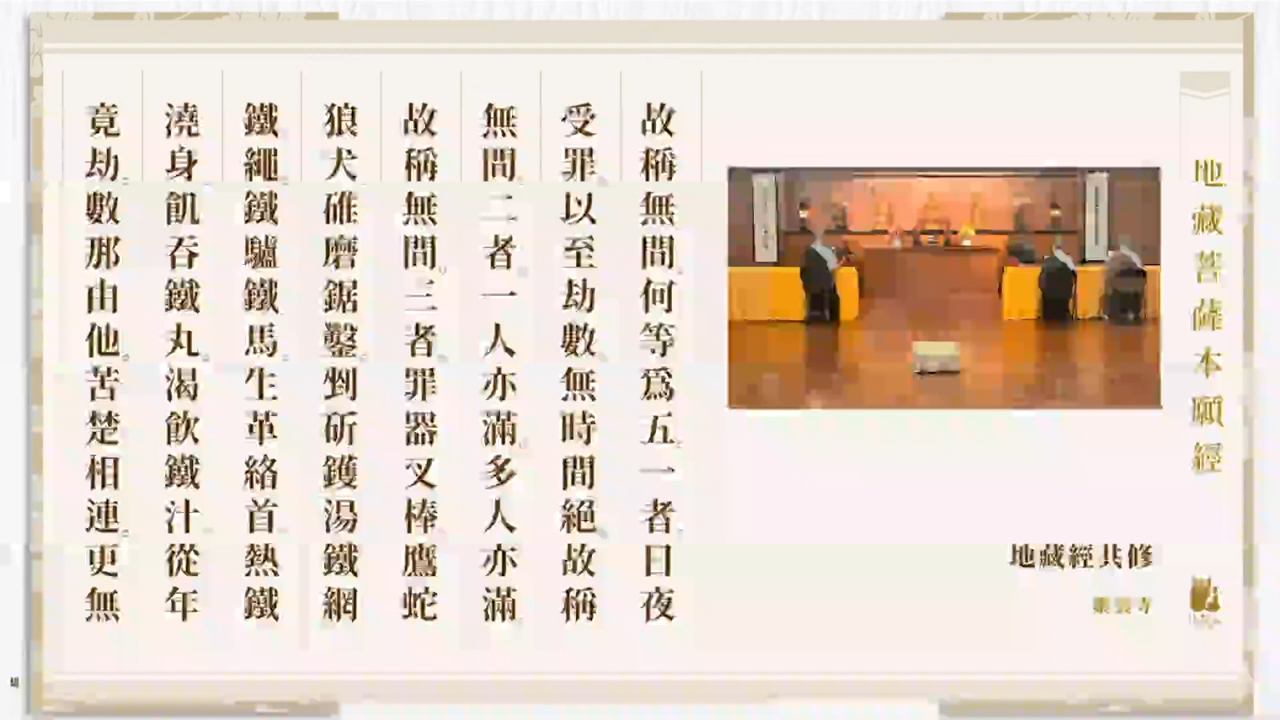 地藏菩薩本願經
地藏經共修
故稱無間何等爲五一者日夜
受罪以至劫數無時間絕故稱
無間二者一人亦滿多人亦滿
故稱無間三者罪器叉棒鷹蛇
狼犬碓磨鋸鑿剉斫鑊湯鐵網
鐵繩鐵驢鐵馬生革絡首熱鐵
澆身飢吞鐵丸渴飲鐵汁從年
竟劫數那由他苦楚相連更無